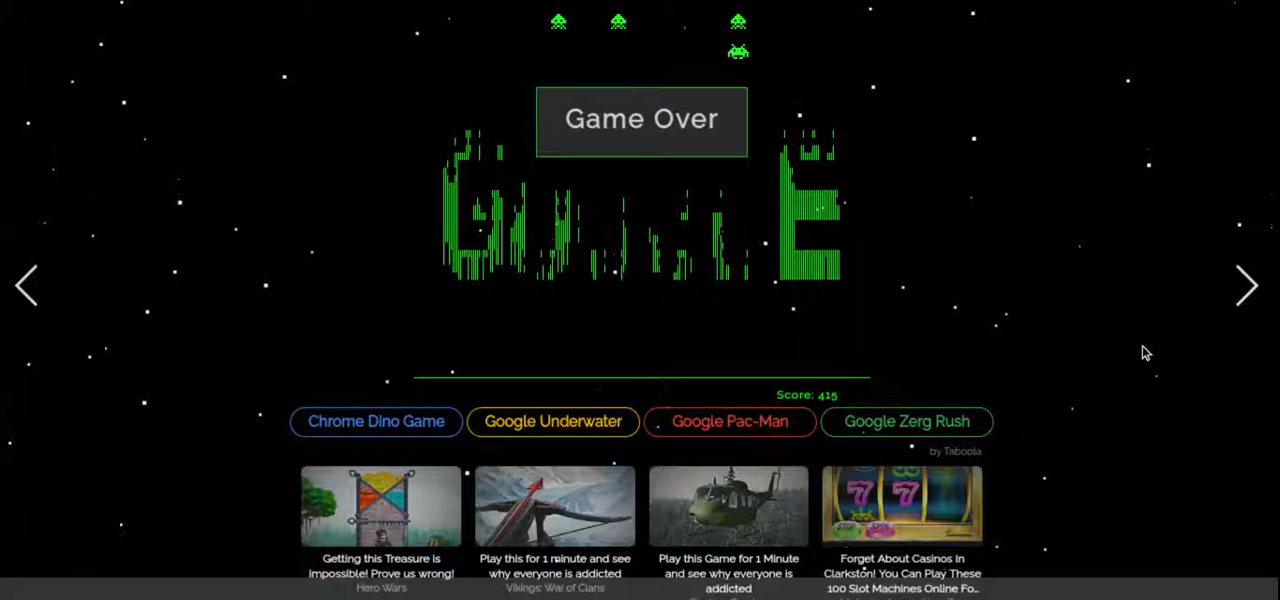 Game Over
Score: 415
Chrome Dino Game
Google Underwater
Google Pac-Man
Google Zerg Rush
by Taboola
Getting this Treasure is
Impossible! Prove us wrong!
Hero Wars
Play this for 1 minute and see
why everyone is addicted
Vikings: War of Clans
Play this Game for 1 Minute
and see why everyone is
addicted
Forget About Casinos In
Clarkston! You Can Play These
100 Slot Machines Online Fo...